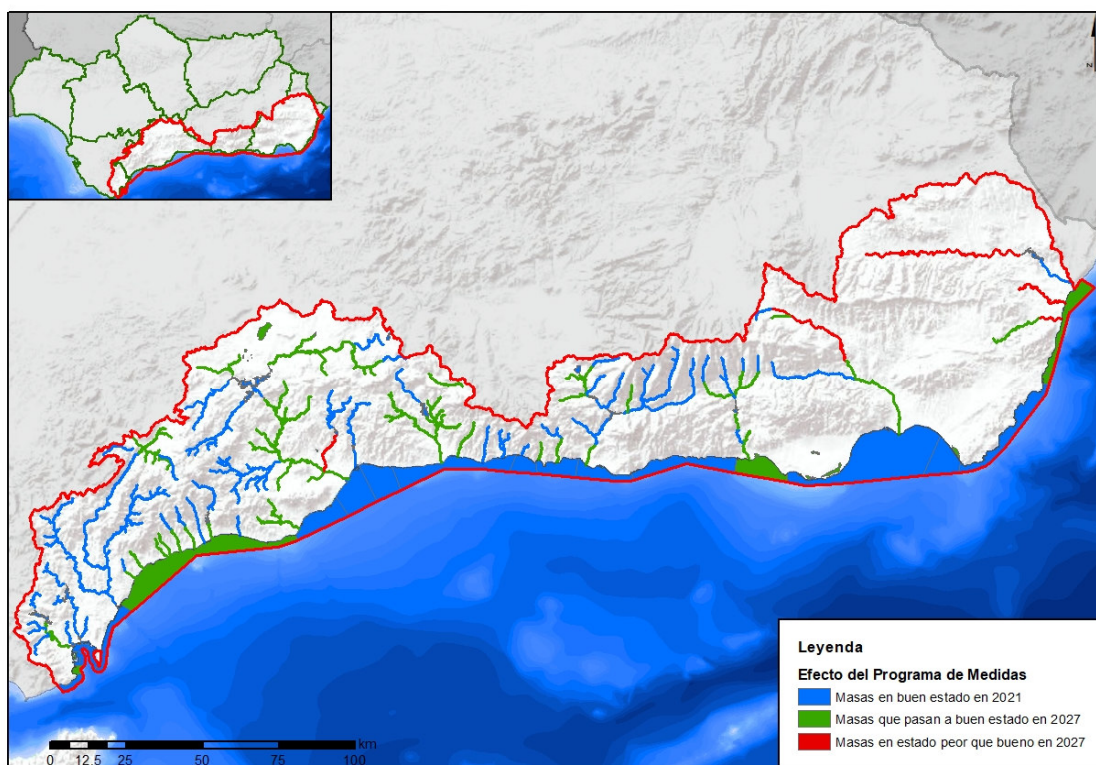 N
Leyenda
Efecto del Programa de Medidas
Masas en buen estado en 2021
Masas que pasan a buen estado en 2027
Masas en estado peor que bueno en 2027
km
0 12.5 25 50 75 100